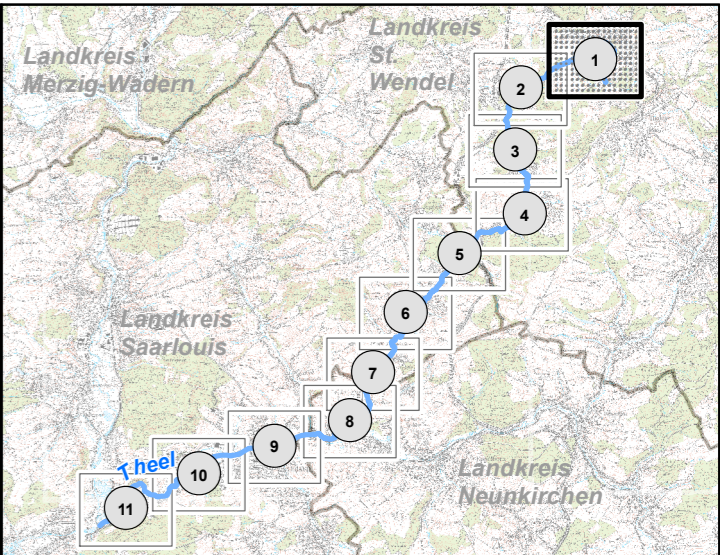 Landkreis
Merzig-Wadern
Landkreis
St.
Wendel
1
2
3
4
5
6
Landkreis
Saarlouis
7
8
9
Theel
10
11
Landkreis
Neunkirchen